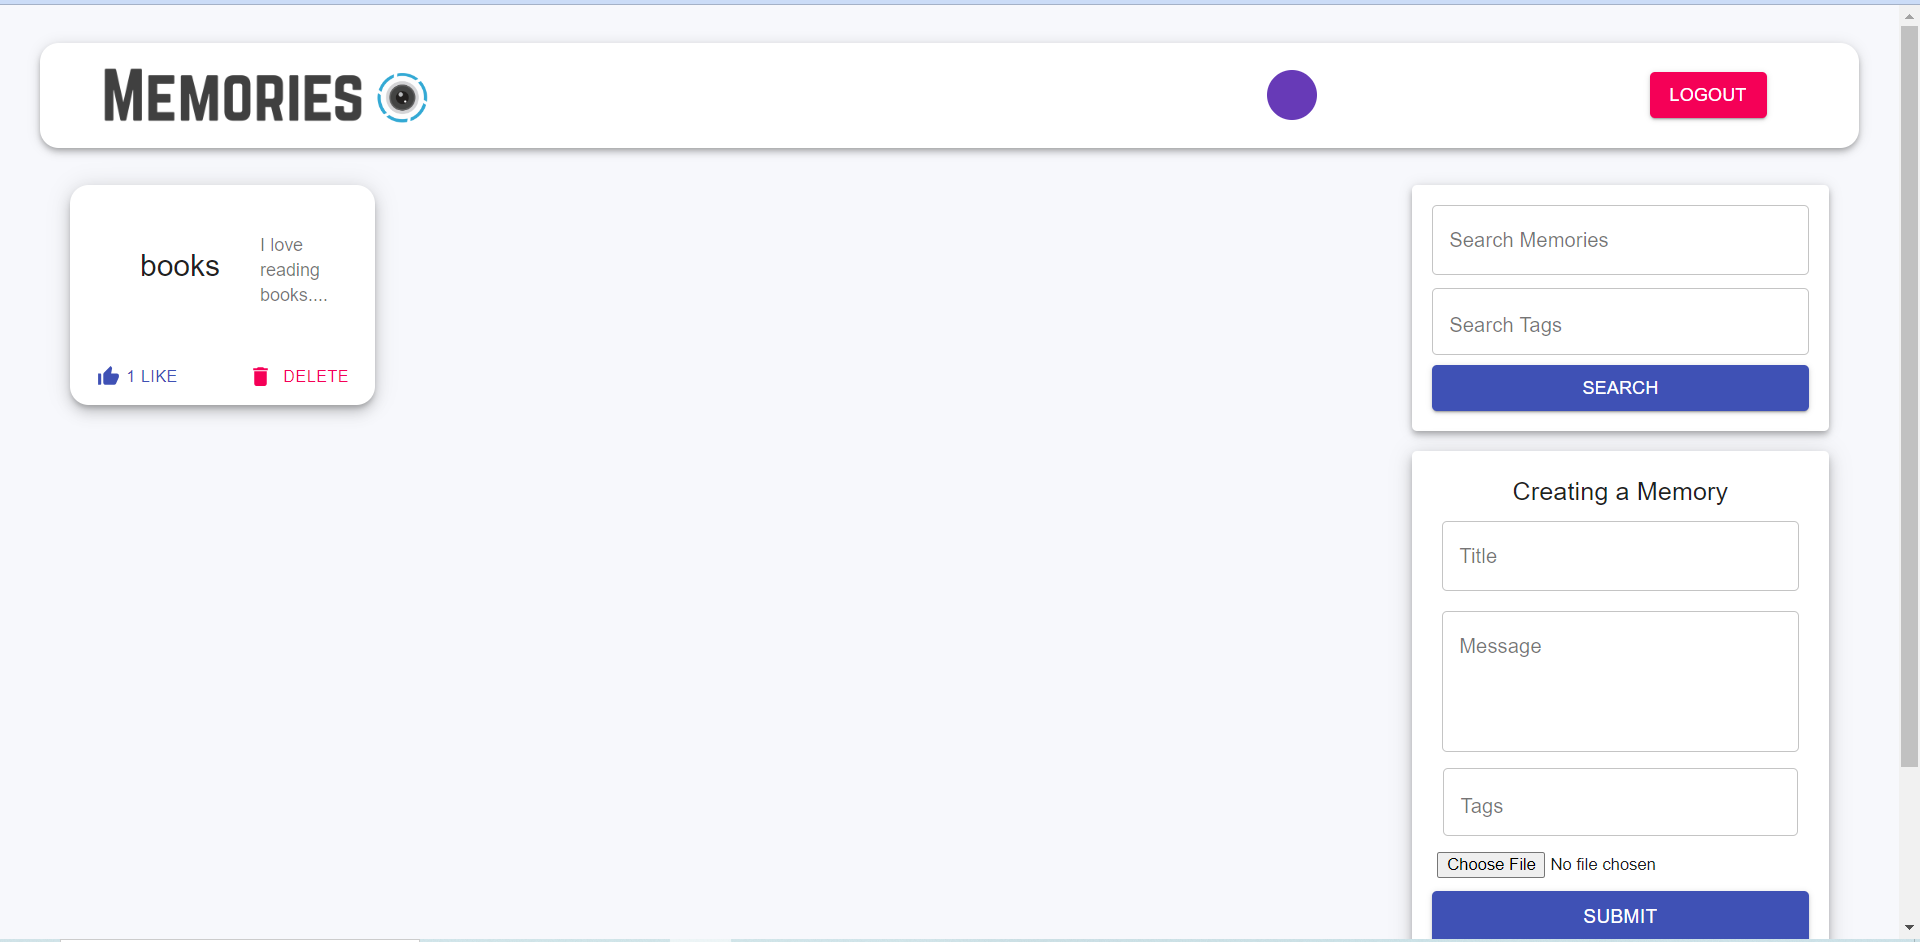 MEMORIES
LOGOUT
books
I love
reading
books....
1 LIKE
DELETE
Search Memories
Search Tags
SEARCH
Creating a Memory
Title
Message
Tags
Choose File No file chosen
SUBMIT